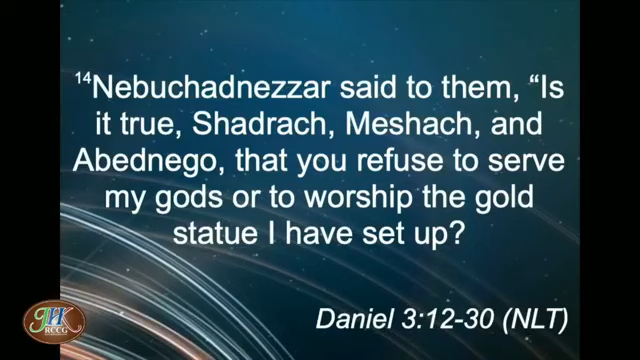 ¹⁴Nebuchadnezzar said to them, “Is
it true, Shadrach, Meshach, and
Abednego, that you refuse to serve
my gods or to worship the gold
statue I have set up?
Daniel 3:12-30 (NLT)
JHK
RCCG